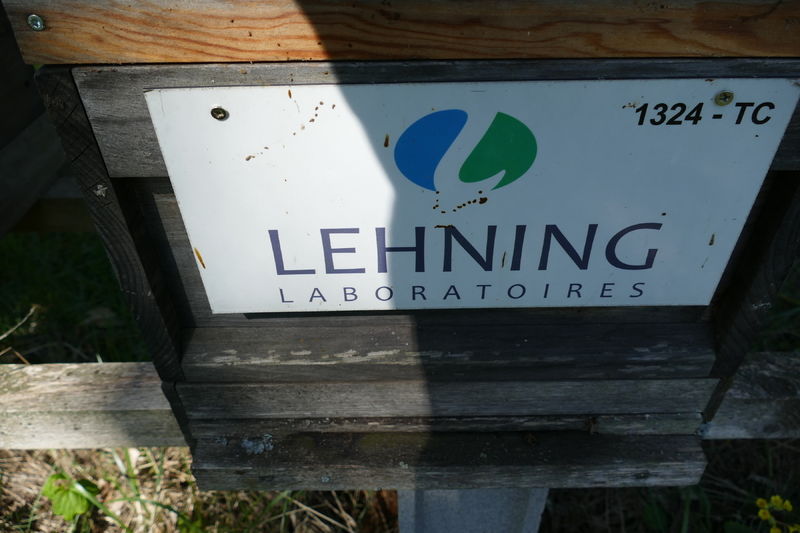 1324 - TC
LEHNING
LABORATOIRES